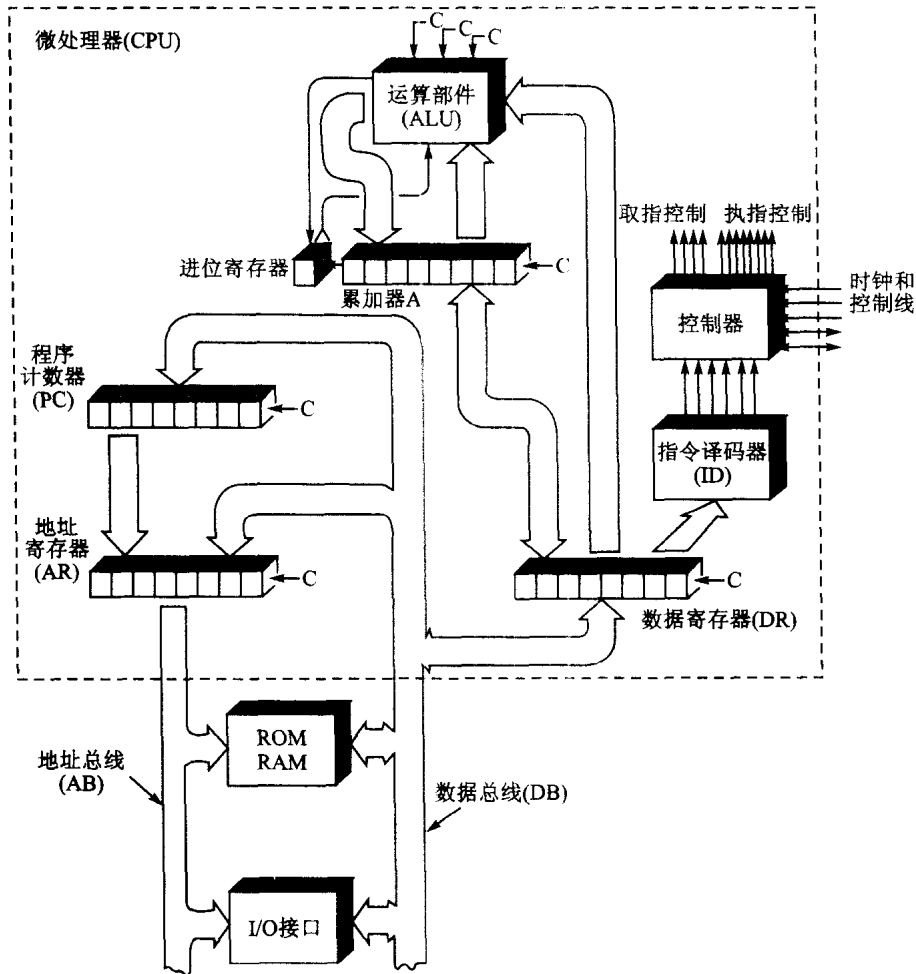 微处理器(CPU)
C
C
C
运算部件
(ALU)
取指控制
执指控制
进位寄存器
累加器A
C
控制器
时钟和
控制线
程序
计数器
(PC)
C
指令译码器
(ID)
地址
寄存器
(AR)
C
C
数据寄存器(DR)
ROM
RAM
地址总线
(AB)
数据总线(DB)
I/O接口